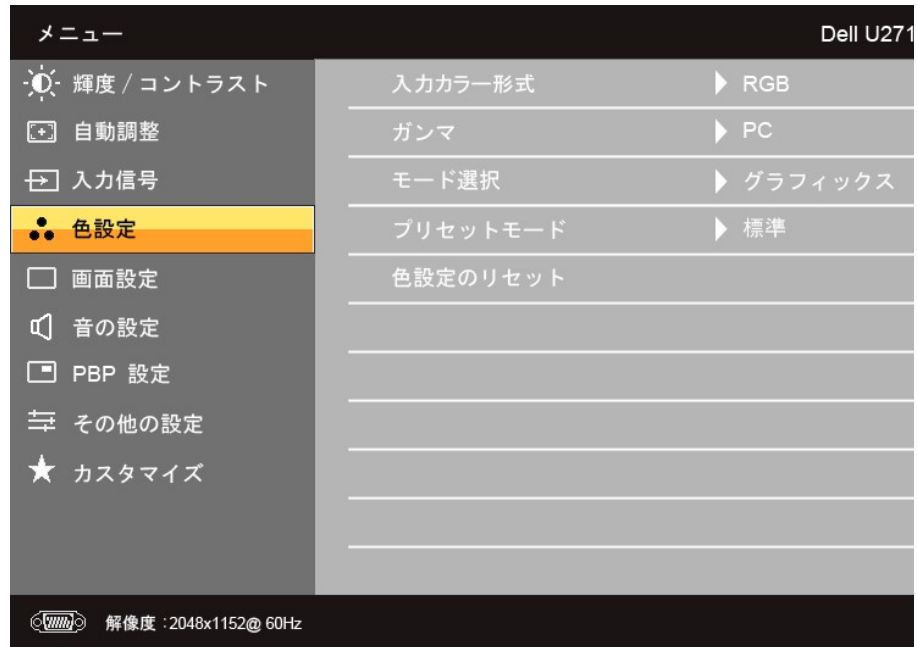 メニュー
Dell U271
輝度 / コントラスト
自動調整
入力信号
色設定
画面設定
音の設定
PBP 設定
その他の設定
カスタマイズ
入力カラー形式 RGB
ガンマ PC
モード選択 グラフィックス
プリセットモード 標準
色設定のリセット
解像度 :2048x1152@ 60Hz